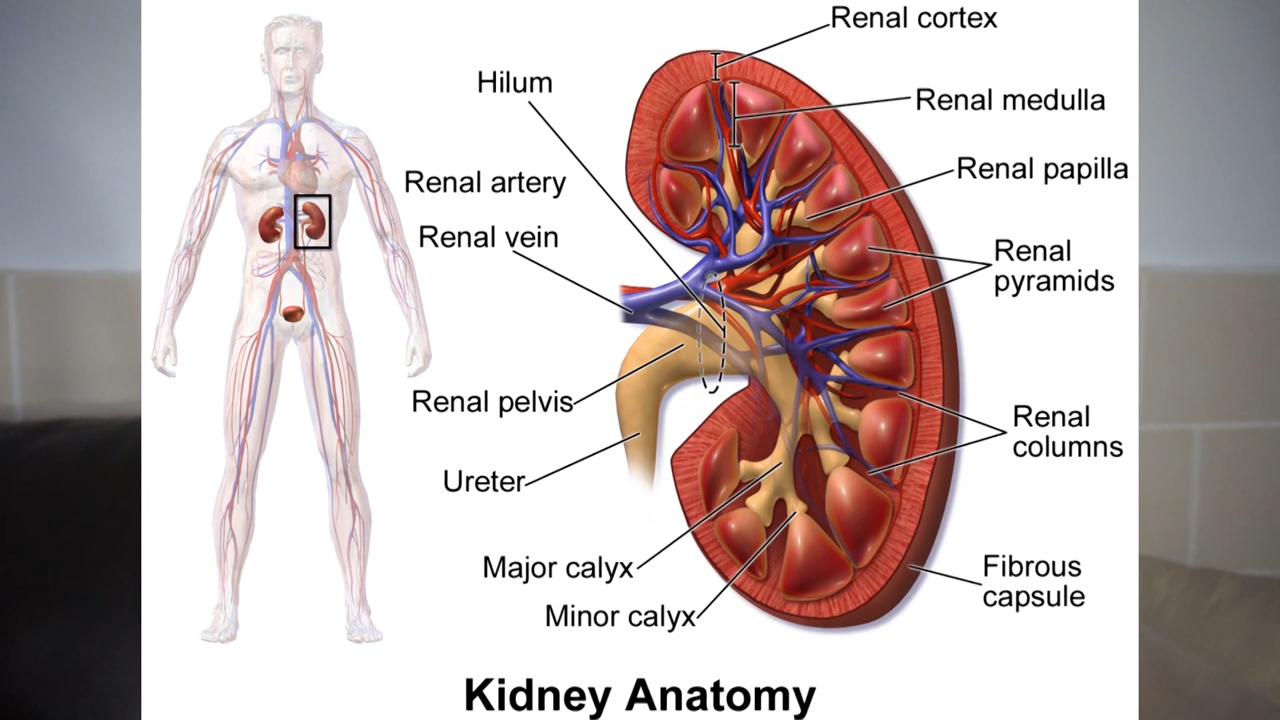 Renal cortex
Hilum
Renal medulla
Renal artery
Renal papilla
Renal vein
Renal
pyramids
Renal pelvis
Renal
columns
Ureter
Major calyx
Fibrous
capsule
Minor calyx
Kidney Anatomy